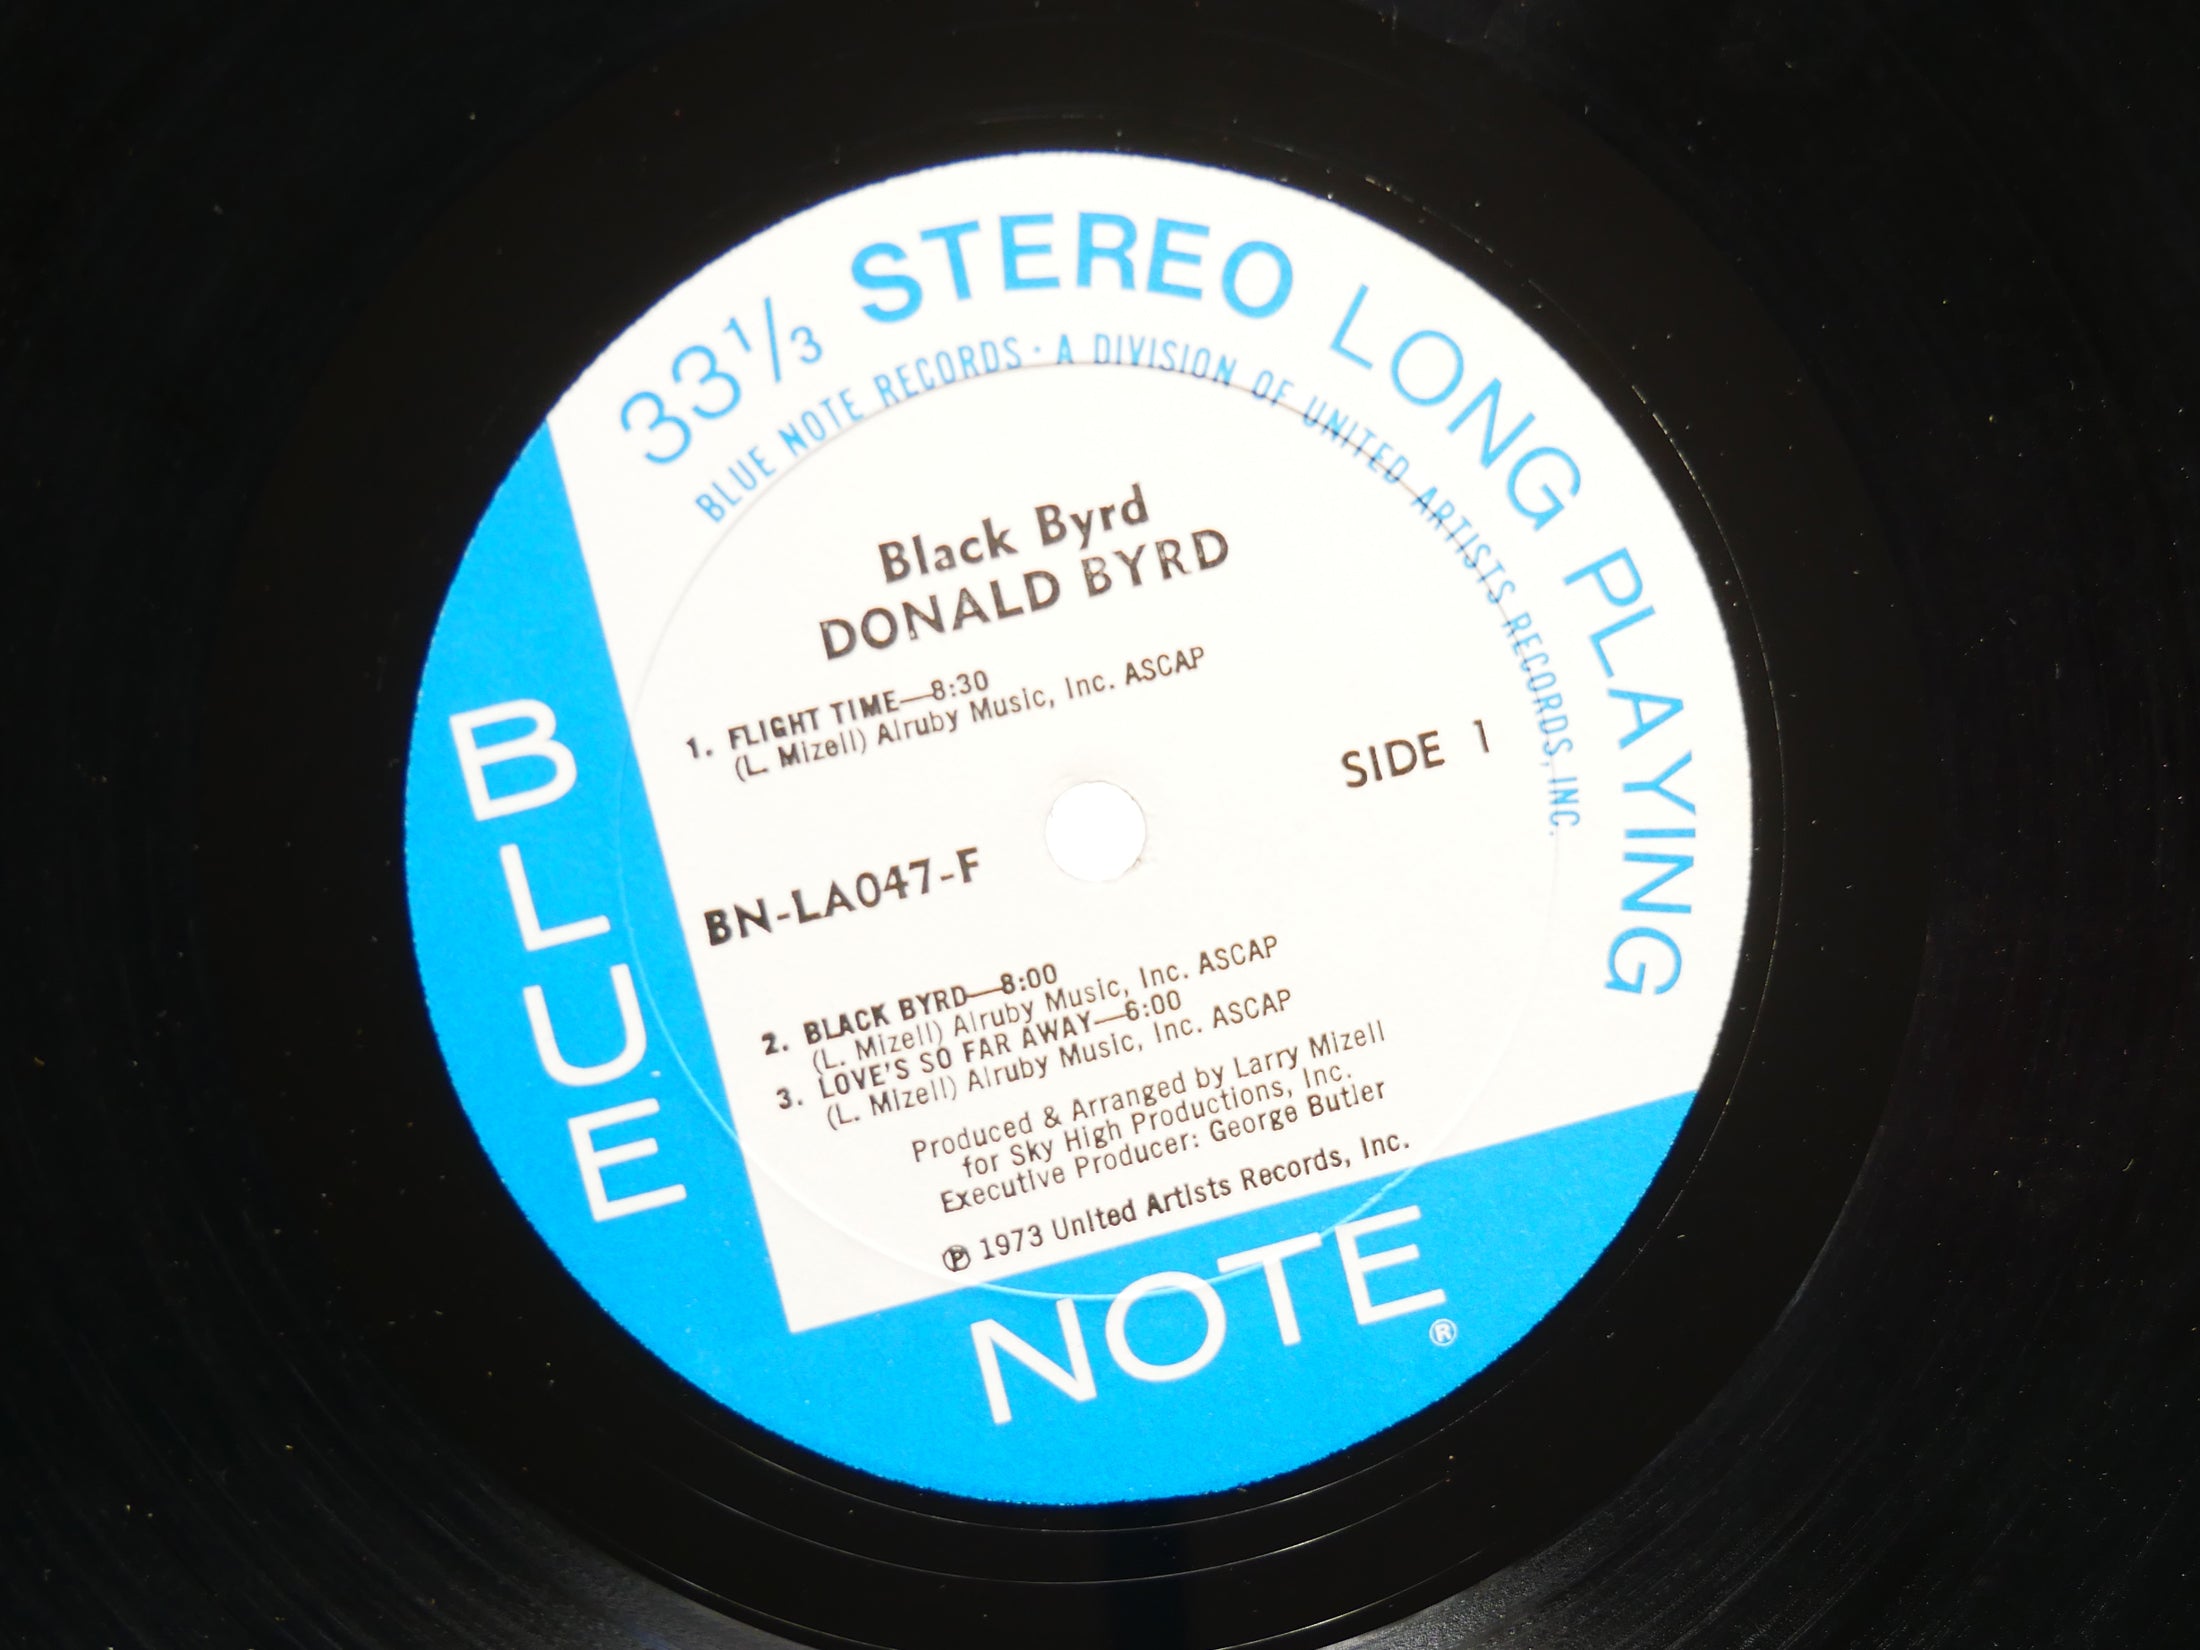 33 1/3 STEREO LONG PLAYING
BLUE NOTE RECORDS · A DIVISION OF UNITED ARTISTS RECORDS, INC.
Black Byrd
DONALD BYRD
1. FLIGHT TIME—8:30
(L. Mizell) Alruby Music, Inc. ASCAP
SIDE 1
BN-LA047-F
2. BLACK BYRD—8:00
(L. Mizell) Alruby Music, Inc. ASCAP
3. LOVE'S SO FAR AWAY—6:00
(L. Mizell) Alruby Music, Inc. ASCAP
Produced & Arranged by Larry Mizell
for Sky High Productions, Inc.
Executive Producer: George Butler
℗ 1973 United Artists Records, Inc.
BLUE
NOTE®